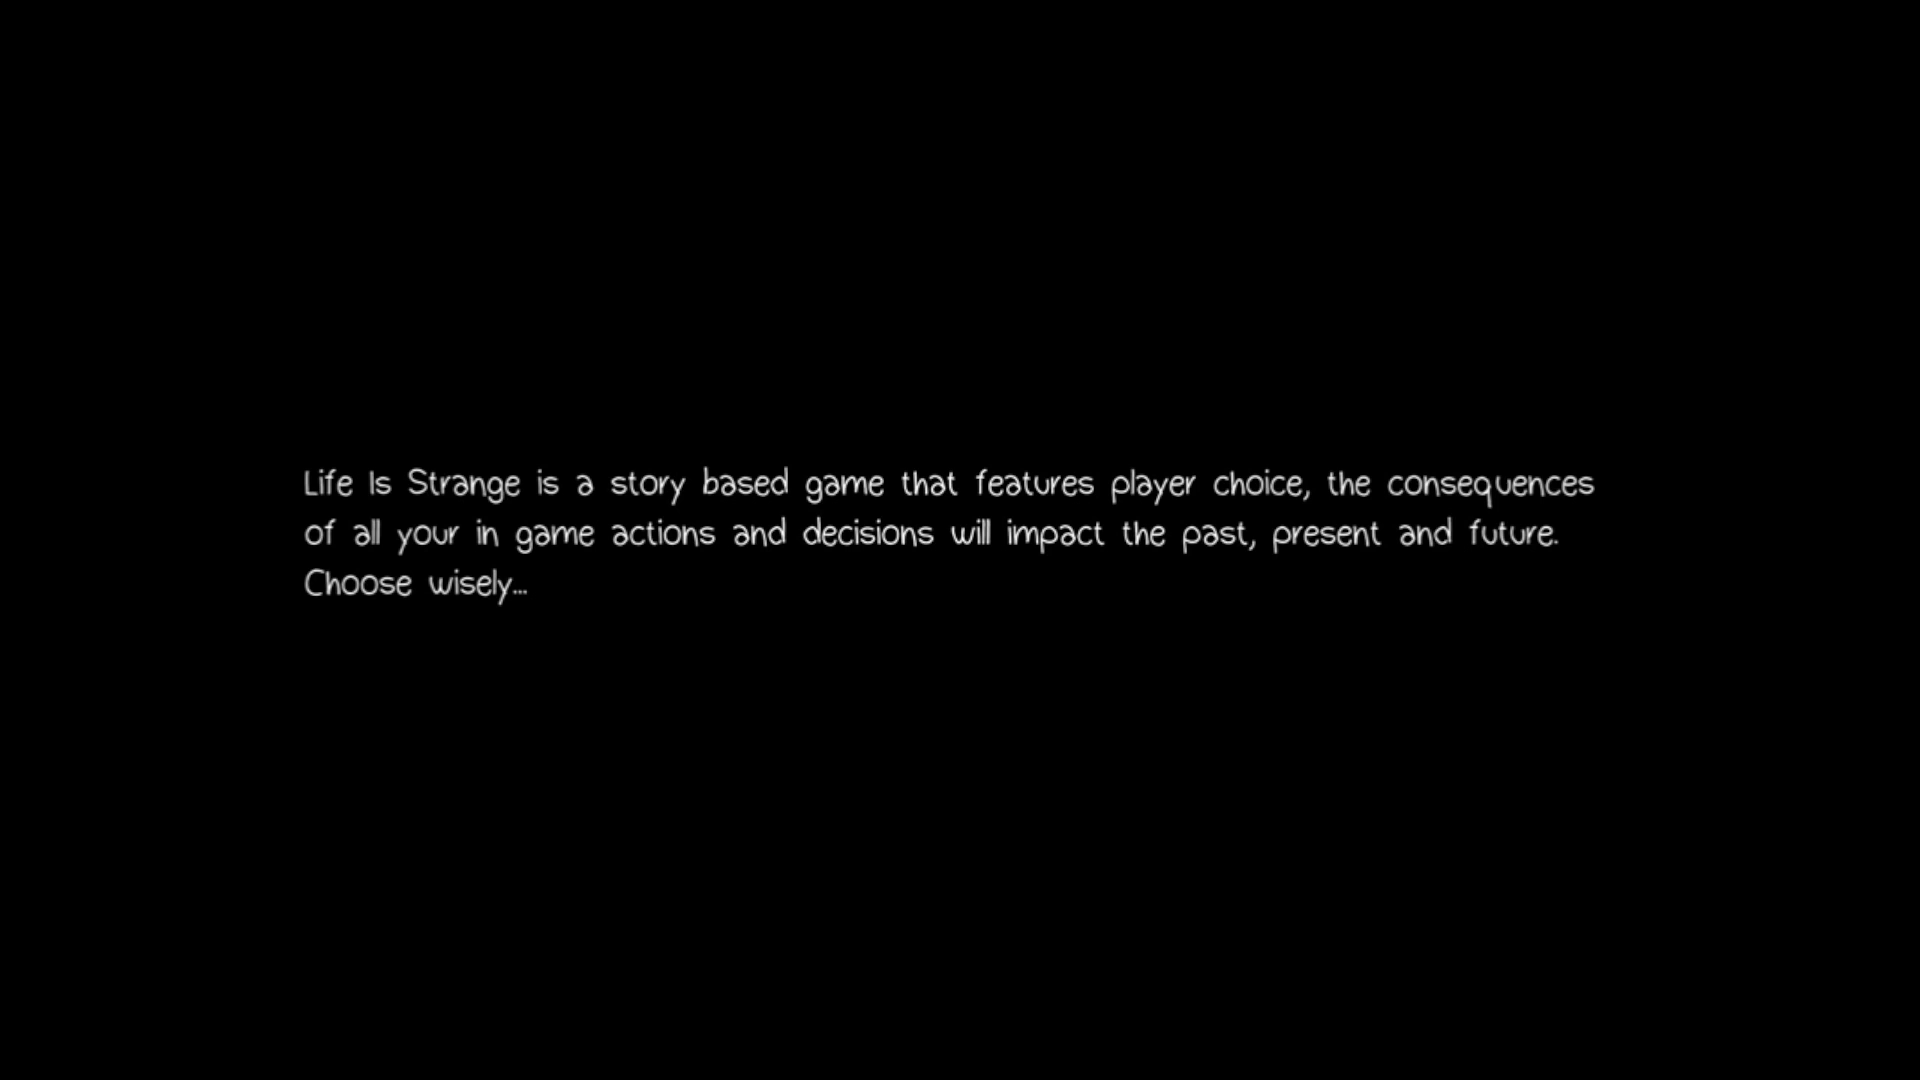 Life Is Strange is a story based game that features player choice, the consequences
of all your in game actions and decisions will impact the past, present and future.
Choose wisely...